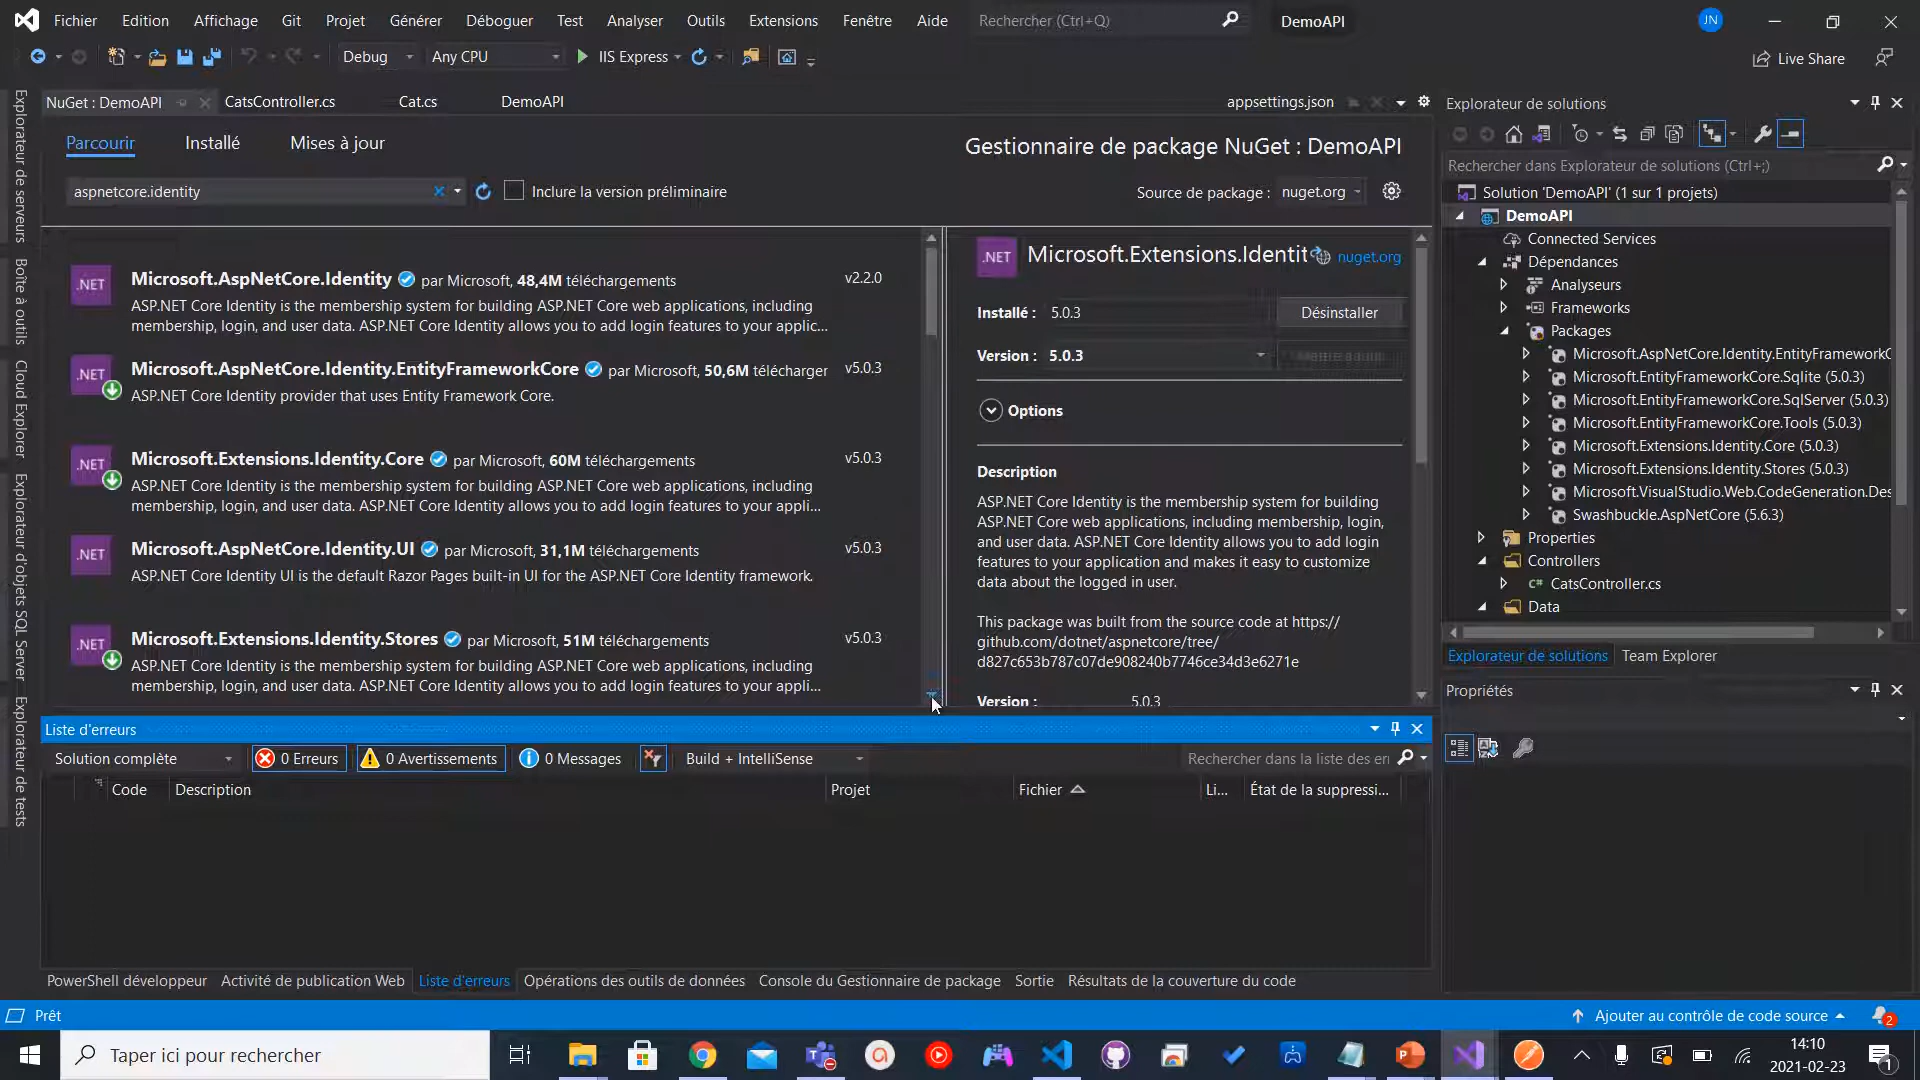 Fichier Edition Affichage Git Projet Générer Déboguer Test Analyser Outils Extensions Fenêtre Aide Rechercher (Ctrl+Q) DemoAPI JN
Debug Any CPU IIS Express Live Share
NuGet : DemoAPI CatsController.cs Cat.cs DemoAPI appsettings.json
Parcourir Installé Mises à jour
Gestionnaire de package NuGet : DemoAPI
aspnetcore.identity Inclure la version préliminaire
Source de package : nuget.org
Microsoft.AspNetCore.Identity par Microsoft, 48,4M téléchargements v2.2.0
ASP.NET Core Identity is the membership system for building ASP.NET Core web applications, including
membership, login, and user data. ASP.NET Core Identity allows you to add login features to your applic...
Microsoft.AspNetCore.Identity.EntityFrameworkCore par Microsoft, 50,6M télécharger v5.0.3
ASP.NET Core Identity provider that uses Entity Framework Core.
Microsoft.Extensions.Identity.Core par Microsoft, 60M téléchargements v5.0.3
ASP.NET Core Identity is the membership system for building ASP.NET Core web applications, including
membership, login, and user data. ASP.NET Core Identity allows you to add login features to your appli...
Microsoft.AspNetCore.Identity.UI par Microsoft, 31,1M téléchargements v5.0.3
ASP.NET Core Identity UI is the default Razor Pages built-in UI for the ASP.NET Core Identity framework.
Microsoft.Extensions.Identity.Stores par Microsoft, 51M téléchargements v5.0.3
ASP.NET Core Identity is the membership system for building ASP.NET Core web applications, including
membership, login, and user data. ASP.NET Core Identity allows you to add login features to your appli...
.NET
.NET
.NET
.NET
.NET
.NET Microsoft.Extensions.Identit nuget.org
Installé : 5.0.3 Désinstaller
Version : 5.0.3
Options
Description
ASP.NET Core Identity is the membership system for building
ASP.NET Core web applications, including membership, login,
and user data. ASP.NET Core Identity allows you to add login
features to your application and makes it easy to customize
data about the logged in user.
This package was built from the source code at https://
github.com/dotnet/aspnetcore/tree/
d827c653b787c07de908240b7746ce34d3e6271e
Version : 5.0.3
Explorateur de serveurs
Boîte à outils
Cloud Explorer
Explorateur d'objets SQL Server
Explorateur de tests
Explorateur de solutions
Rechercher dans Explorateur de solutions (Ctrl+;)
Solution 'DemoAPI' (1 sur 1 projets)
DemoAPI
Connected Services
Dépendances
Analyseurs
Frameworks
Packages
Microsoft.AspNetCore.Identity.EntityFrameworkC
Microsoft.EntityFrameworkCore.Sqlite (5.0.3)
Microsoft.EntityFrameworkCore.SqlServer (5.0.3)
Microsoft.EntityFrameworkCore.Tools (5.0.3)
Microsoft.Extensions.Identity.Core (5.0.3)
Microsoft.Extensions.Identity.Stores (5.0.3)
Microsoft.VisualStudio.Web.CodeGeneration.Des
Swashbuckle.AspNetCore (5.6.3)
Properties
Controllers
C# CatsController.cs
Data
Explorateur de solutions Team Explorer
Propriétés
Liste d'erreurs
Solution complète 0 Erreurs 0 Avertissements 0 Messages Build + IntelliSense Rechercher dans la liste des err
Code Description Projet Fichier Li... État de la suppressi...
PowerShell développeur Activité de publication Web Liste d'erreurs Opérations des outils de données Console du Gestionnaire de package Sortie Résultats de la couverture du code
Prêt Ajouter au contrôle de code source 2
Taper ici pour rechercher
14:10
2021-02-23
1